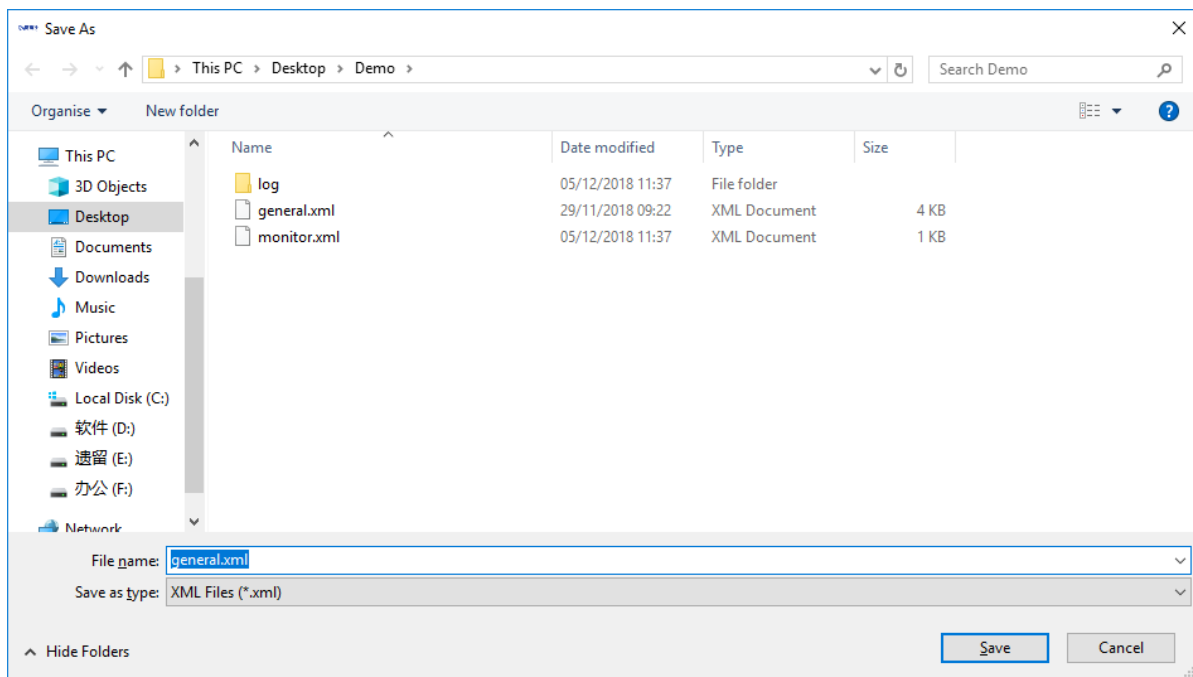 Save As
This PC > Desktop > Demo >
Search Demo
Organise
New folder
?
Name
Date modified
Type
Size
This PC
3D Objects
Desktop
Documents
Downloads
Music
Pictures
Videos
Local Disk (C:)
软件 (D:)
遗留 (E:)
办公 (F:)
Network
log 05/12/2018 11:37 File folder
general.xml 29/11/2018 09:22 XML Document 4 KB
monitor.xml 05/12/2018 11:37 XML Document 1 KB
File name: general.xml
Save as type: XML Files (*.xml)
Hide Folders
Save
Cancel